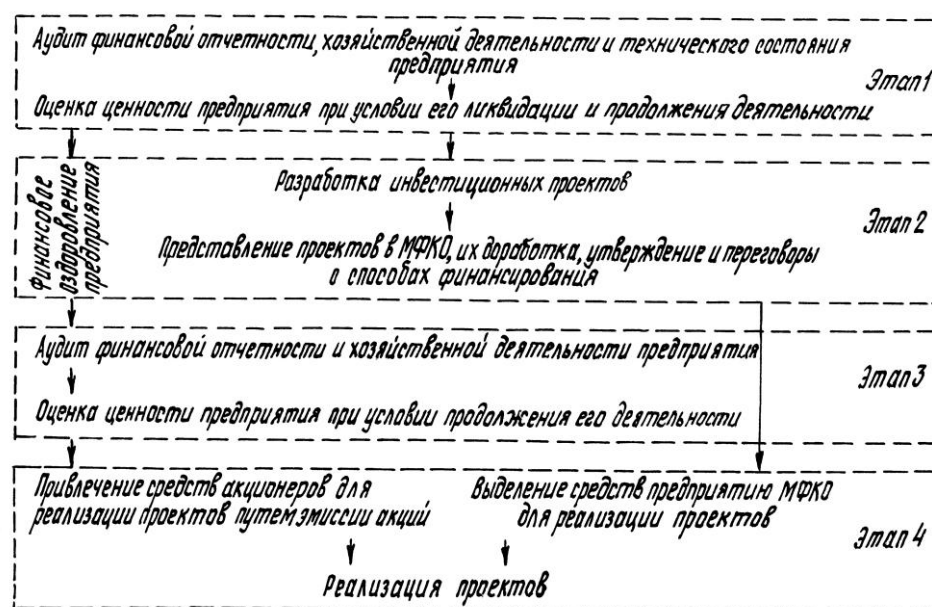 Аудит финансовой отчетности, хозяйственной деятельности и технического состояния
предприятия
Этап 1
Оценка ценности предприятия при условии его ликвидации и продолжения деятельности
Финансовое
оздоровление
предприятия
Разработка инвестиционных проектов
Этап 2
Представление проектов в МФКО, их доработка, утверждение и переговоры
о способах финансирования
Аудит финансовой отчетности и хозяйственной деятельности предприятия
Этап 3
Оценка ценности предприятия при условии продолжения его деятельности
Привлечение средств акционеров для
реализации проектов путем эмиссии акций
Выделение средств предприятию МФКО
для реализации проектов
Этап 4
Реализация проектов